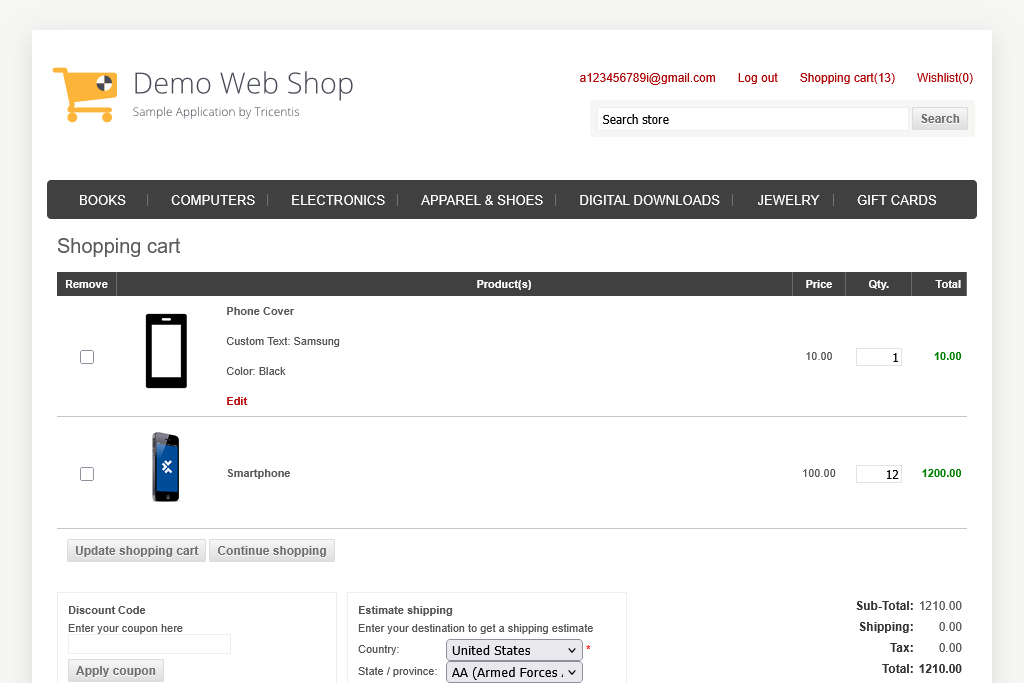 Demo Web Shop
Sample Application by Tricentis
a123456789i@gmail.com Log out Shopping cart(13) Wishlist(0)
Search store Search
BOOKS COMPUTERS ELECTRONICS APPAREL & SHOES DIGITAL DOWNLOADS JEWELRY GIFT CARDS
Shopping cart
Remove Product(s) Price Qty. Total
Phone Cover
Custom Text: Samsung
Color: Black
Edit
10.00 1 10.00
Smartphone 100.00 12 1200.00
Update shopping cart Continue shopping
Discount Code
Enter your coupon here
Apply coupon
Estimate shipping
Enter your destination to get a shipping estimate
Country: United States *
State / province: AA (Armed Forces
Sub-Total: 1210.00
Shipping: 0.00
Tax: 0.00
Total: 1210.00